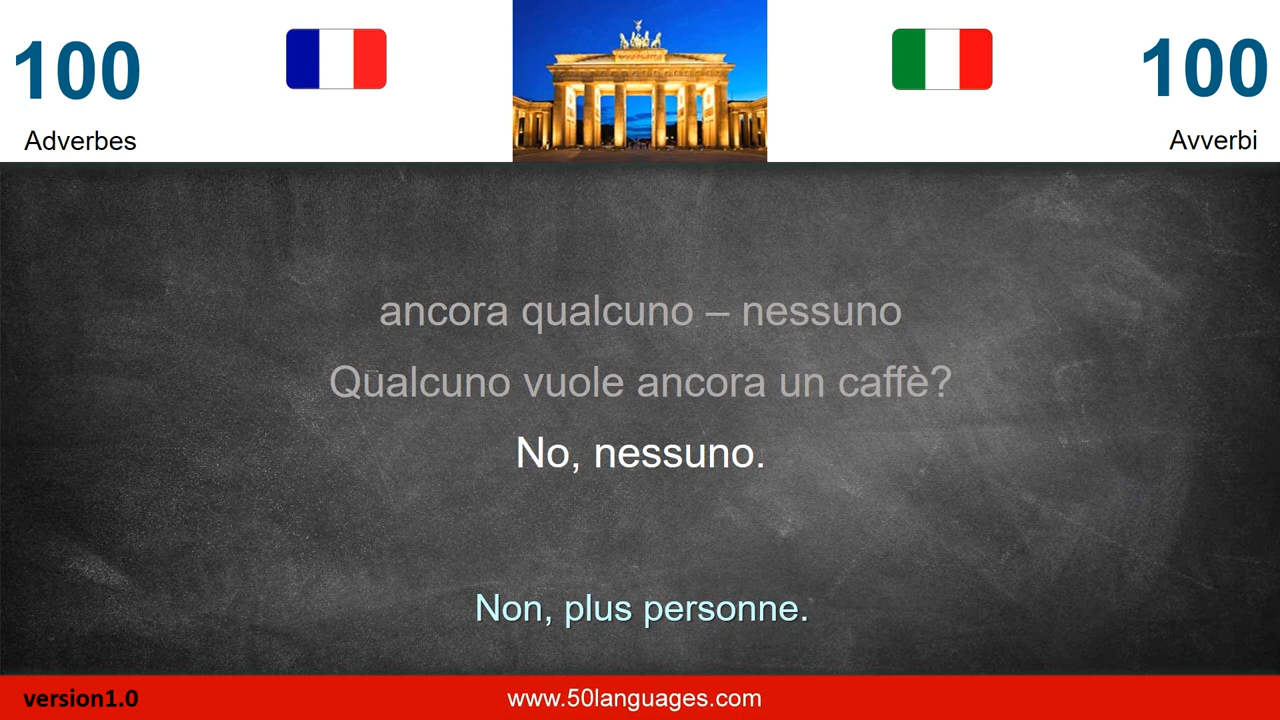 100
Adverbes
100
Avverbi
ancora qualcuno – nessuno
Qualcuno vuole ancora un caffè?
No, nessuno.
Non, plus personne.
version1.0
www.50languages.com